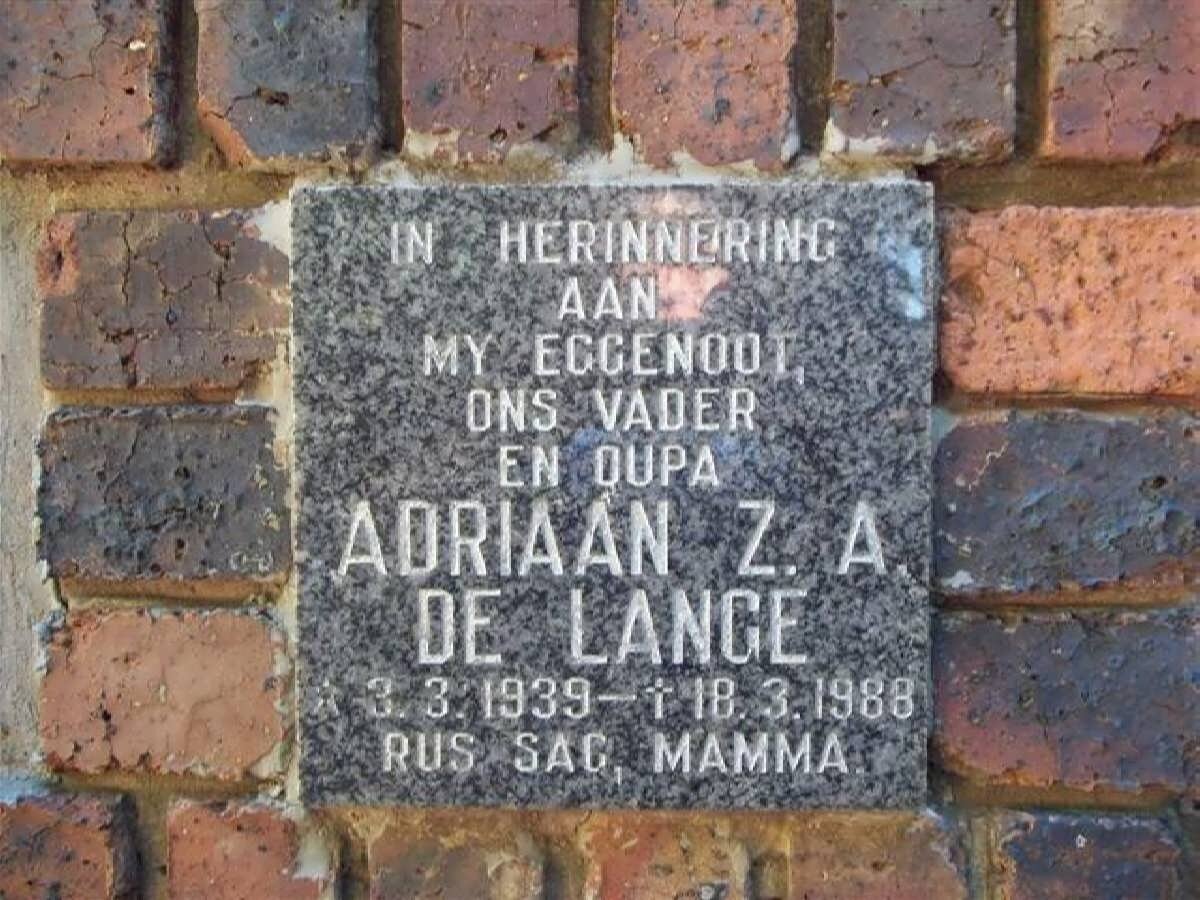 IN HERINNERING
AAN
MY EGGENOOT,
ONS VADER
EN OUPA
ADRIAAN Z. A.
DE LANGE
☆ 3.3.1939 — † 18.3.1988
RUS SAG, MAMMA.